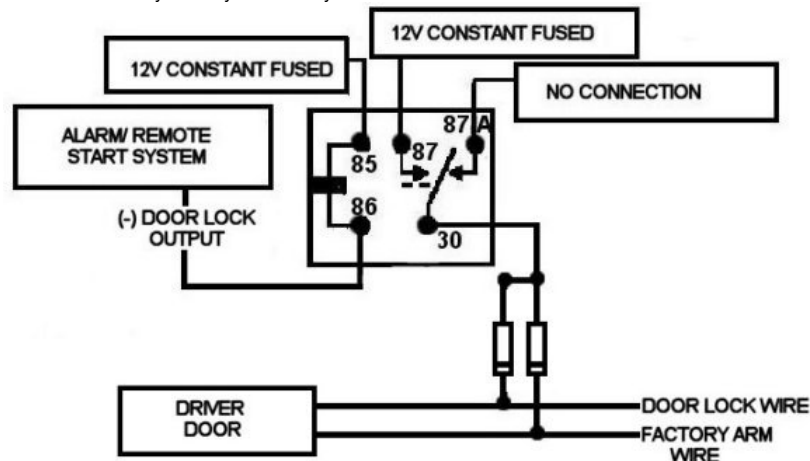 12V CONSTANT FUSED
12V CONSTANT FUSED
NO CONNECTION
ALARM/ REMOTE
START SYSTEM
87 A
87
85
86
30
(-) DOOR LOCK
OUTPUT
DRIVER
DOOR
DOOR LOCK WIRE
FACTORY ARM
WIRE